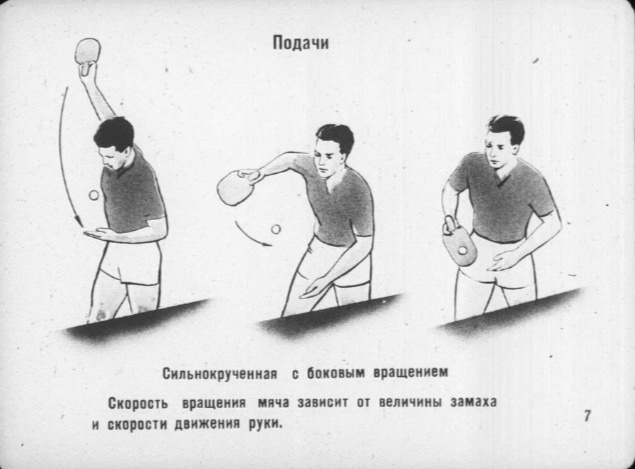 Подачи
Сильнокрученная с боковым вращением
Скорость вращения мяча зависит от величины замаха
и скорости движения руки.
7